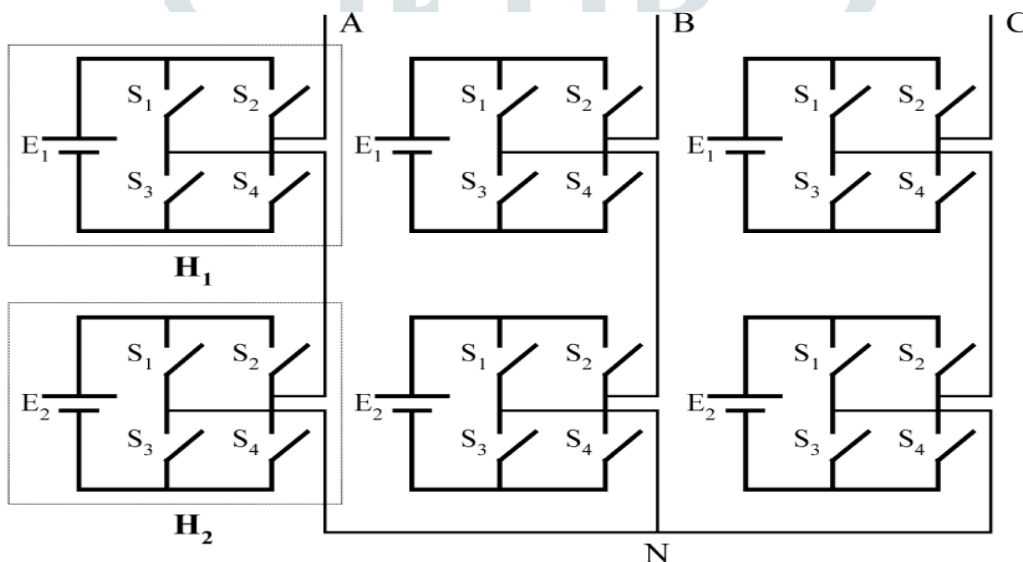 A B C
S1 S2 S1 S2 S1 S2
E1 E1 E1
S3 S4 S3 S4 S3 S4
H1
S1 S2 S1 S2 S1 S2
E2 E2 E2
S3 S4 S3 S4 S3 S4
H2
N